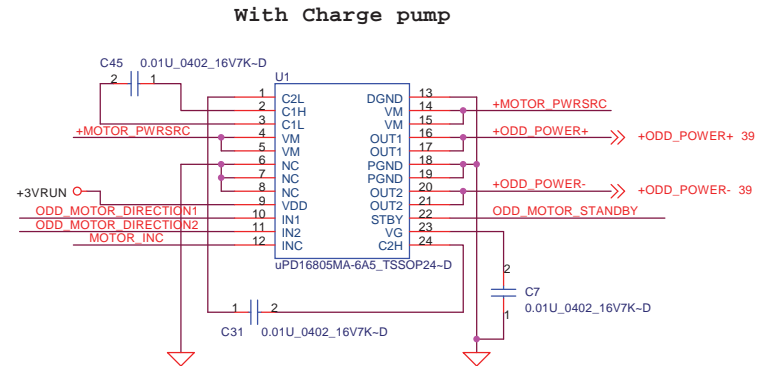 With Charge pump
C45 0.01U_0402_16V7K~D
2 1
U1
1 C2L DGND 13
2 C1H VM 14 +MOTOR_PWRSRC
3 C1L VM 15
+MOTOR_PWRSRC 4 VM OUT1 16 +ODD_POWER+ +ODD_POWER+ 39
5 VM OUT1 17
6 NC PGND 18
7 NC PGND 19
8 NC OUT2 20 +ODD_POWER- +ODD_POWER- 39
+3VRUN 9 VDD OUT2 21
ODD_MOTOR_DIRECTION1 10 IN1 STBY 22 ODD_MOTOR_STANDBY
ODD_MOTOR_DIRECTION2 11 IN2 VG 23
MOTOR_INC 12 INC C2H 24
uPD16805MA-6A5_TSSOP24~D
2
C7
0.01U_0402_16V7K~D
1
1 2
C31 0.01U_0402_16V7K~D